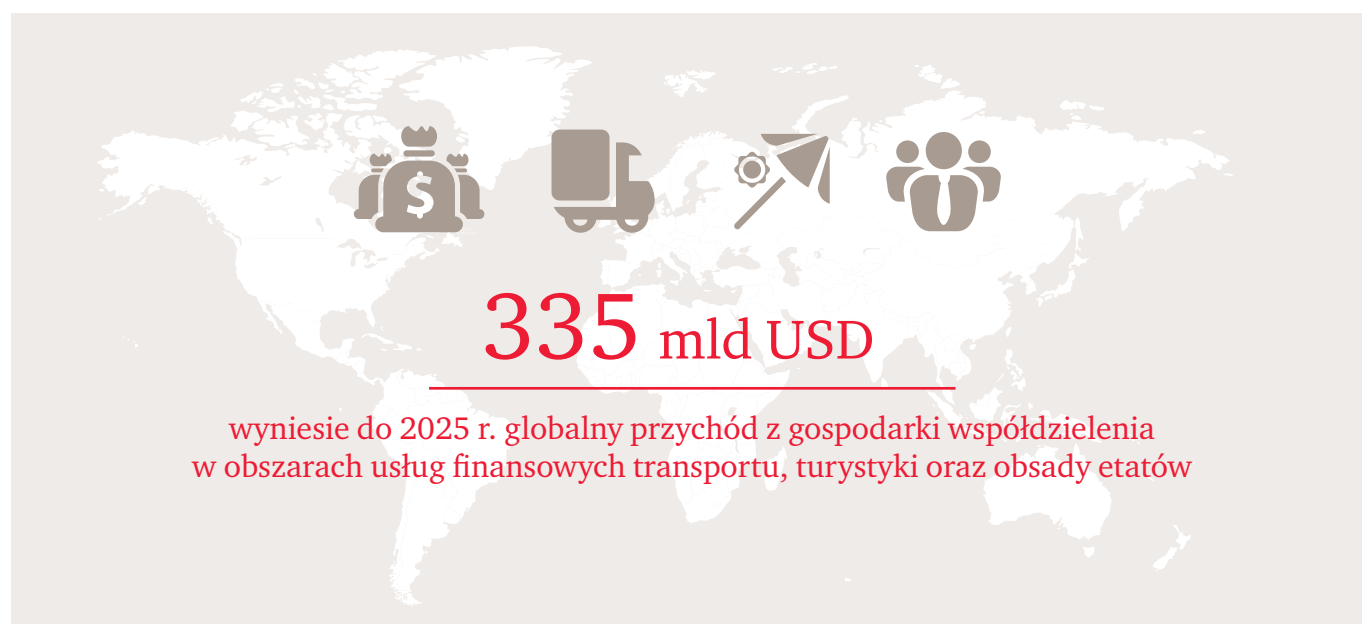 $
335 mld USD
wyniesie do 2025 r. globalny przychód z gospodarki współdzielenia
w obszarach usług finansowych transportu, turystyki oraz obsady etatów